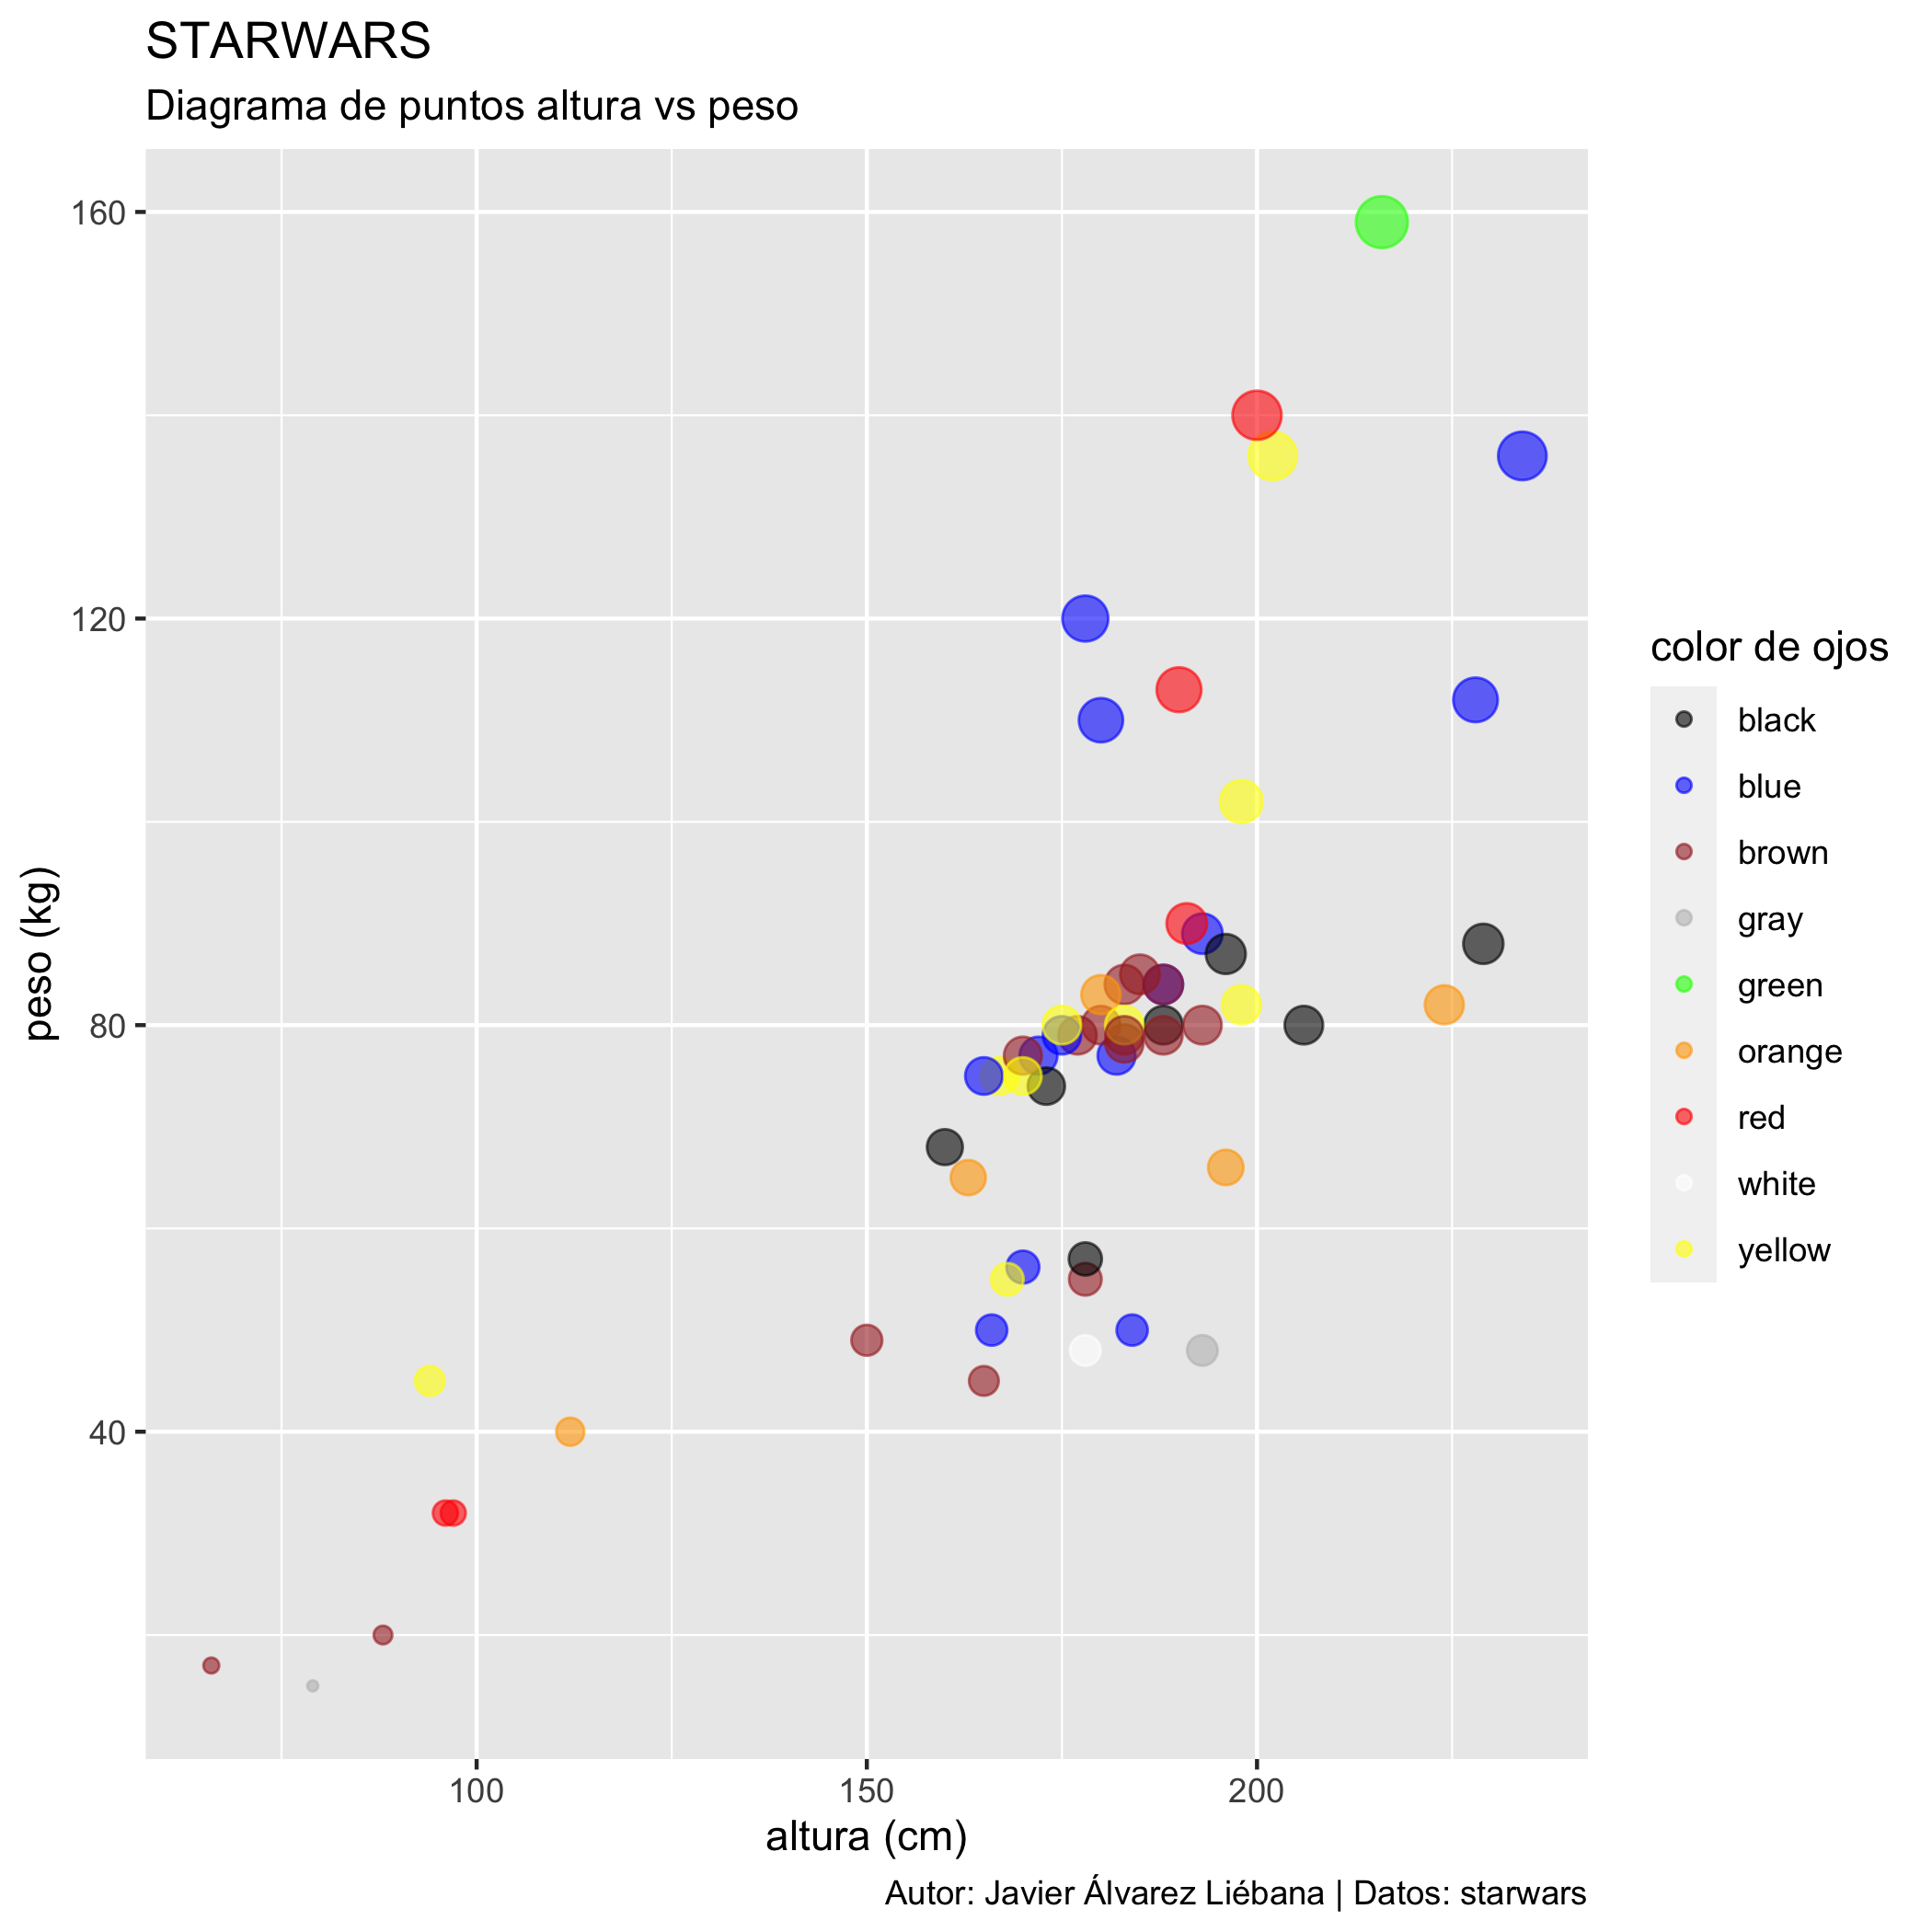 STARWARS
Diagrama de puntos altura vs peso
160
120
80
40
peso (kg)
100
150
200
altura (cm)
color de ojos
black
blue
brown
gray
green
orange
red
white
yellow
Autor: Javier Álvarez Liébana | Datos: starwars